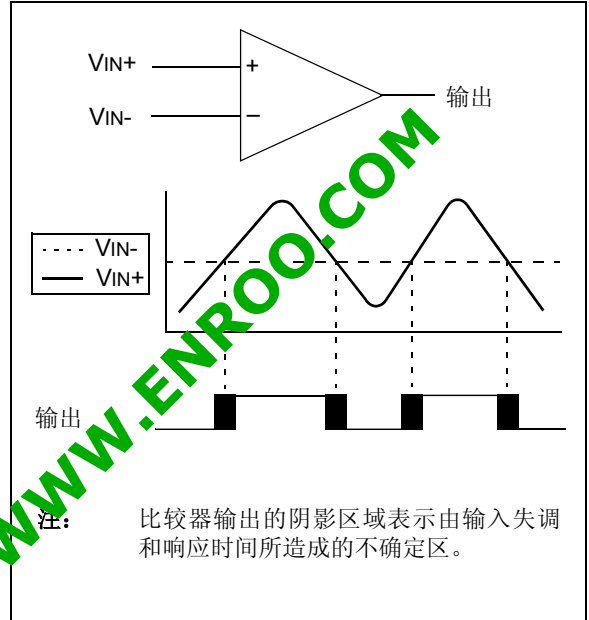 VIN+
+
输出
VIN-
–
VIN-
VIN+
输出
注：
比较器输出的阴影区域表示由输入失调
和响应时间所造成的不确定区。
WWW.ENROO.COM